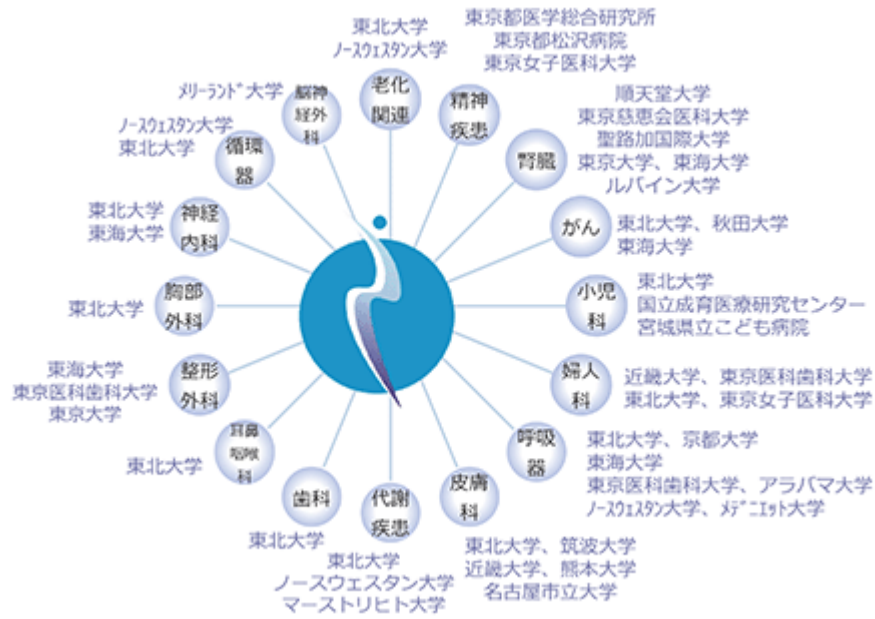 東北大学
ノースウェスタン大学
老化
関連
東京都医学総合研究所
東京都松沢病院
東京女子医科大学
精神
疾患
順天堂大学
東京慈恵会医科大学
聖路加国際大学
東京大学、東海大学
ルバイン大学
腎臓
がん
東北大学、秋田大学
東海大学
小児
科
東北大学
国立成育医療研究センター
宮城県立こども病院
婦人
科
近畿大学、東京医科歯科大学
東北大学、東京女子医科大学
呼吸
器
東北大学、京都大学
東海大学
東京医科歯科大学、アラバマ大学
ノースウェスタン大学、メデニエット大学
皮膚
科
東北大学、筑波大学
近畿大学、熊本大学
名古屋市立大学
代謝
疾患
東北大学
ノースウェスタン大学
マーストリヒト大学
歯科
東北大学
耳鼻
咽喉
科
東北大学
整形
外科
東海大学
東京医科歯科大学
東京大学
胸部
外科
東北大学
神経
内科
東北大学
東海大学
循環
器
ノースウェスタン大学
東北大学
脳神
経外
科
メリーランド大学